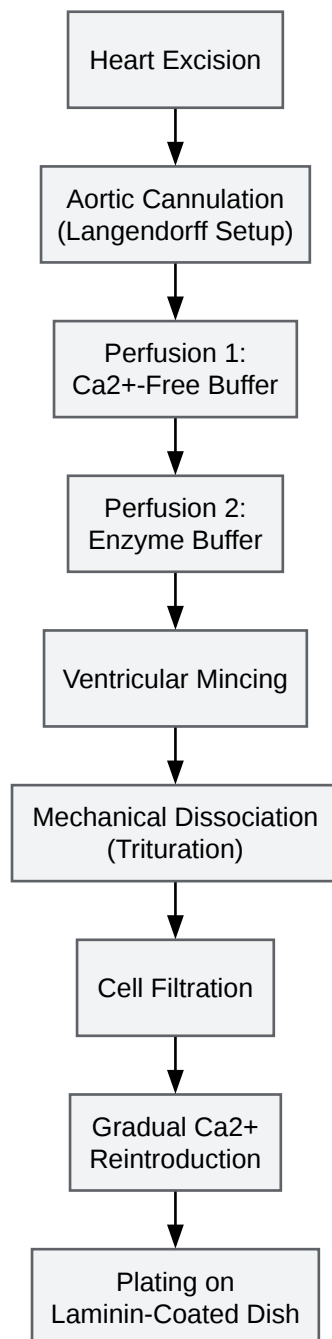 Heart Excision
Aortic Cannulation
(Langendorff Setup)
Perfusion 1:
Ca2+-Free Buffer
Perfusion 2:
Enzyme Buffer
Ventricular Mincing
Mechanical Dissociation
(Trituration)
Cell Filtration
Gradual Ca2+
Reintroduction
Plating on
Laminin-Coated Dish